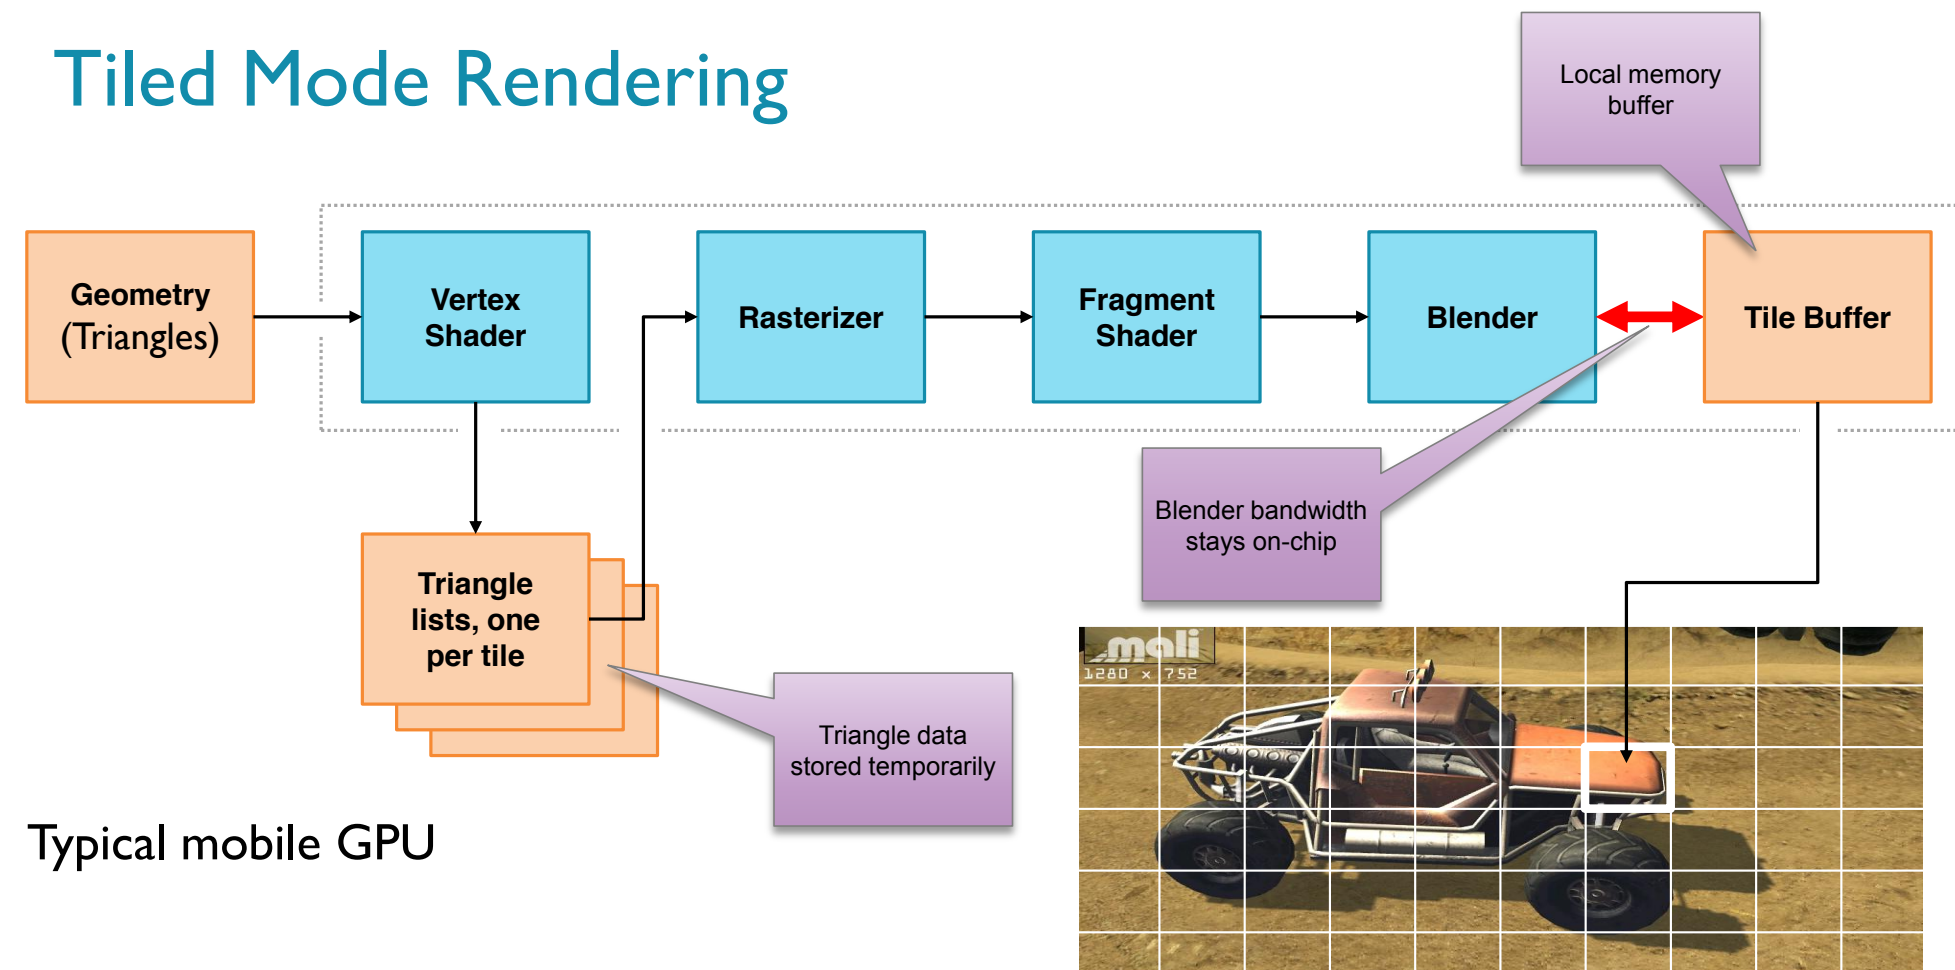 Tiled Mode Rendering
Local memory
buffer
Geometry
(Triangles)
Vertex
Shader
Rasterizer
Fragment
Shader
Blender
Tile Buffer
Blender bandwidth
stays on-chip
Triangle
lists, one
per tile
Triangle data
stored temporarily
Typical mobile GPU
mali
1280 x 752